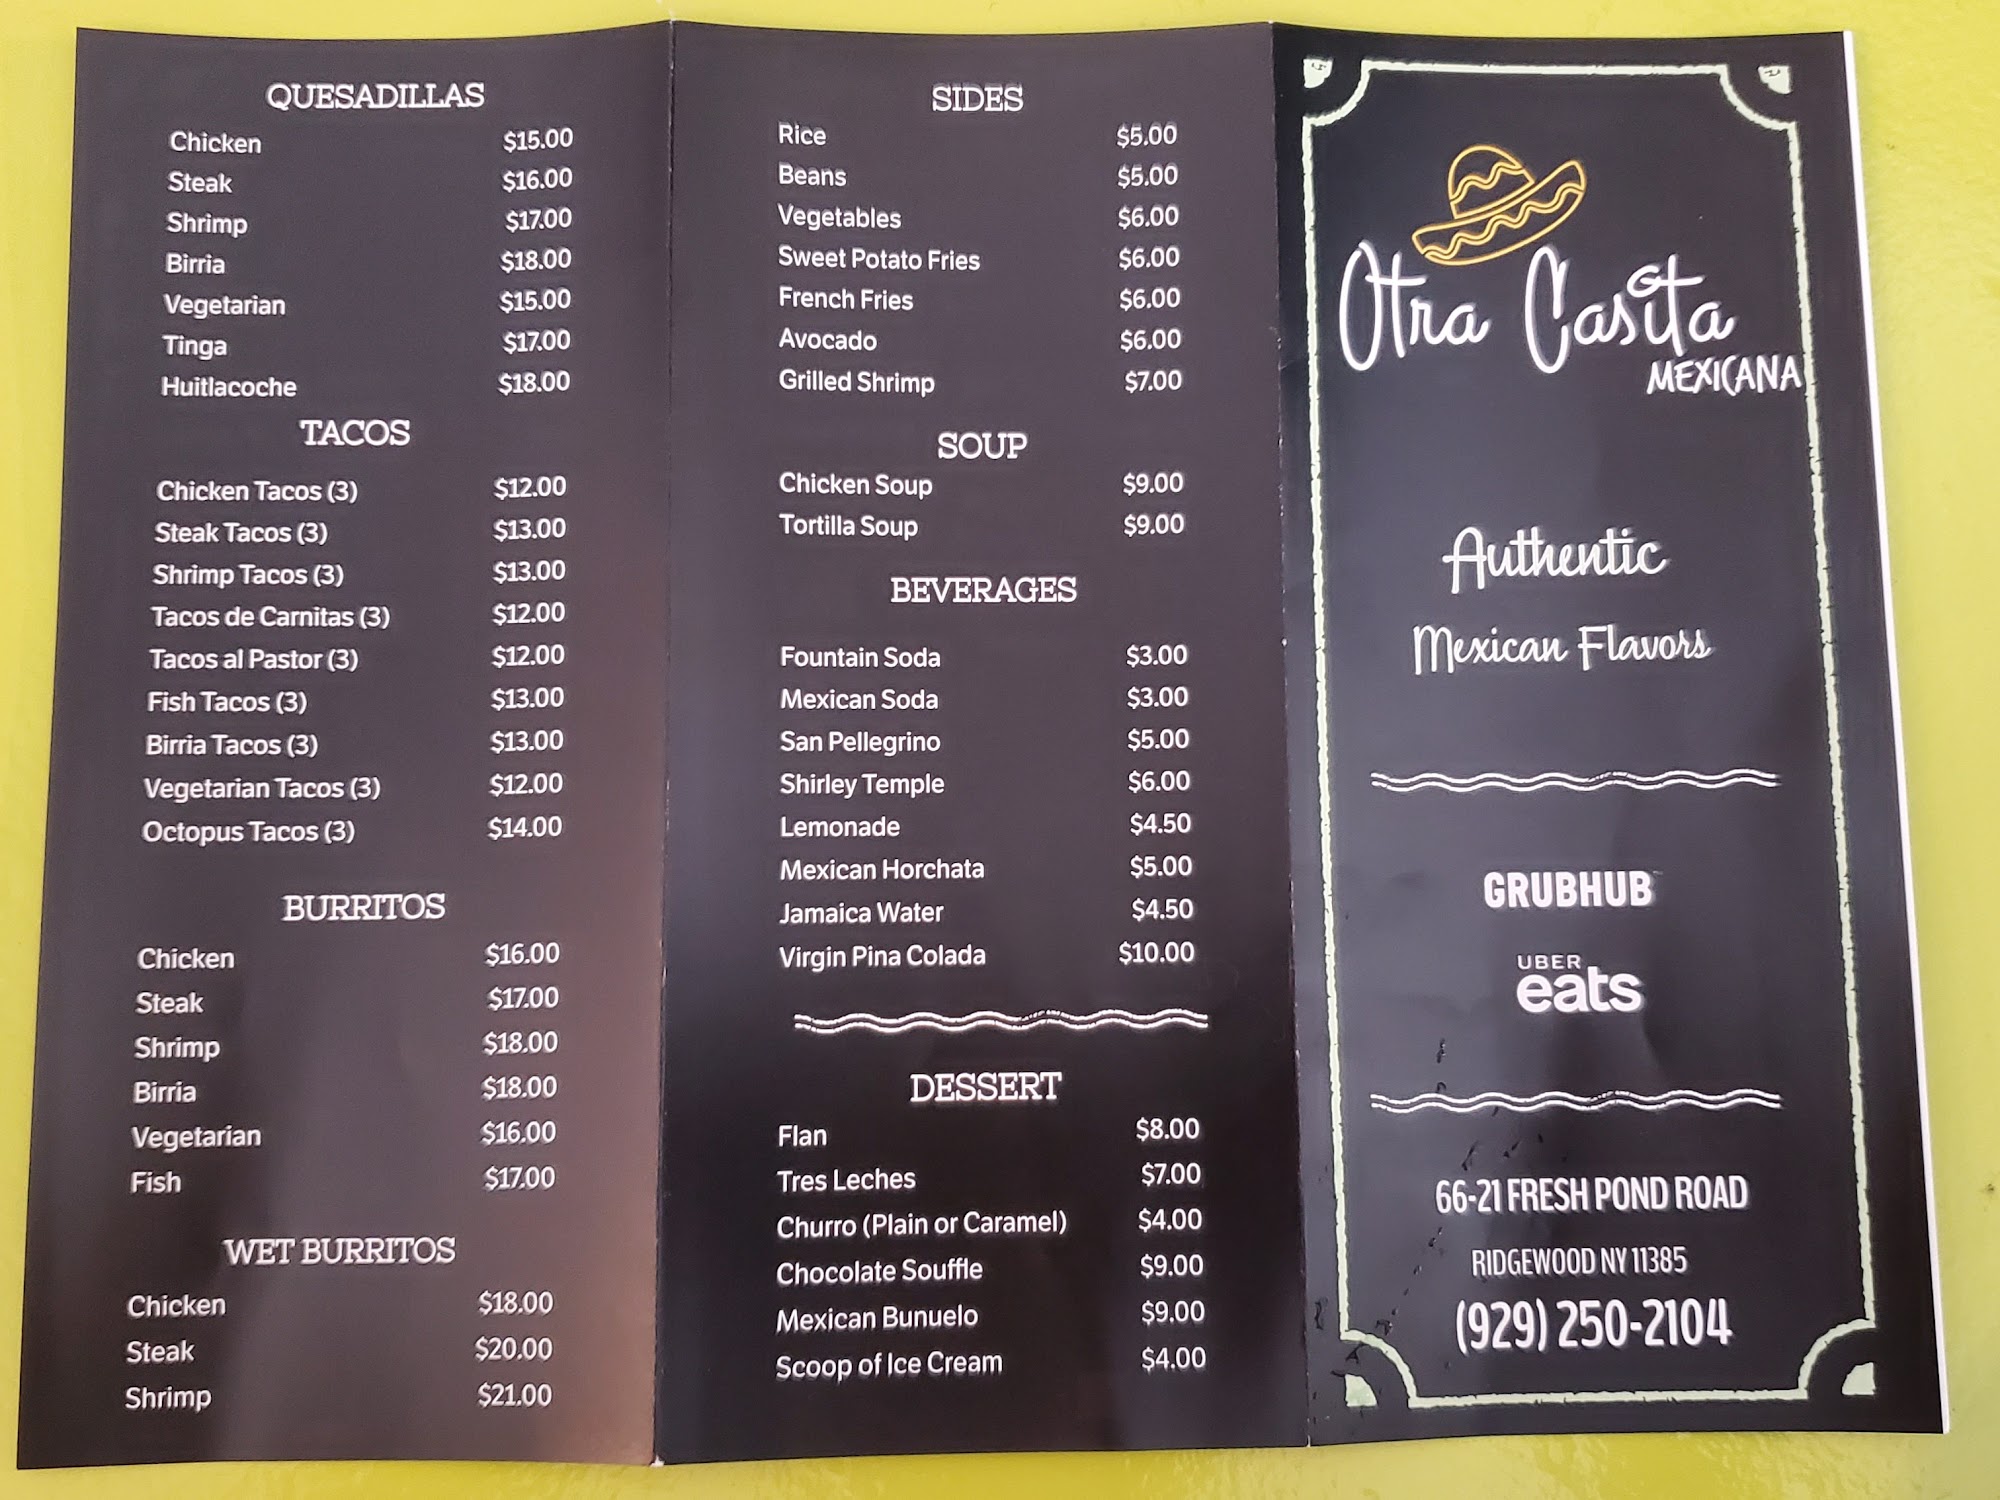 QUESADILLAS
Chicken $15.00
Steak $16.00
Shrimp $17.00
Birria $18.00
Vegetarian $15.00
Tinga $17.00
Huitlacoche $18.00
TACOS
Chicken Tacos (3) $12.00
Steak Tacos (3) $13.00
Shrimp Tacos (3) $13.00
Tacos de Carnitas (3) $12.00
Tacos al Pastor (3) $12.00
Fish Tacos (3) $13.00
Birria Tacos (3) $13.00
Vegetarian Tacos (3) $12.00
Octopus Tacos (3) $14.00
BURRITOS
Chicken $16.00
Steak $17.00
Shrimp $18.00
Birria $18.00
Vegetarian $16.00
Fish $17.00
WET BURRITOS
Chicken $18.00
Steak $20.00
Shrimp $21.00
SIDES
Rice $5.00
Beans $5.00
Vegetables $6.00
Sweet Potato Fries $6.00
French Fries $6.00
Avocado $6.00
Grilled Shrimp $7.00
SOUP
Chicken Soup $9.00
Tortilla Soup $9.00
BEVERAGES
Fountain Soda $3.00
Mexican Soda $3.00
San Pellegrino $5.00
Shirley Temple $6.00
Lemonade $4.50
Mexican Horchata $5.00
Jamaica Water $4.50
Virgin Pina Colada $10.00
DESSERT
Flan $8.00
Tres Leches $7.00
Churro (Plain or Caramel) $4.00
Chocolate Souffle $9.00
Mexican Bunuelo $9.00
Scoop of Ice Cream $4.00
Otra Casita
MEXICANA
Authentic
Mexican Flavors
GRUBHUB
UBER
eats
66-21 FRESH POND ROAD
RIDGEWOOD NY 11385
(929) 250-2104